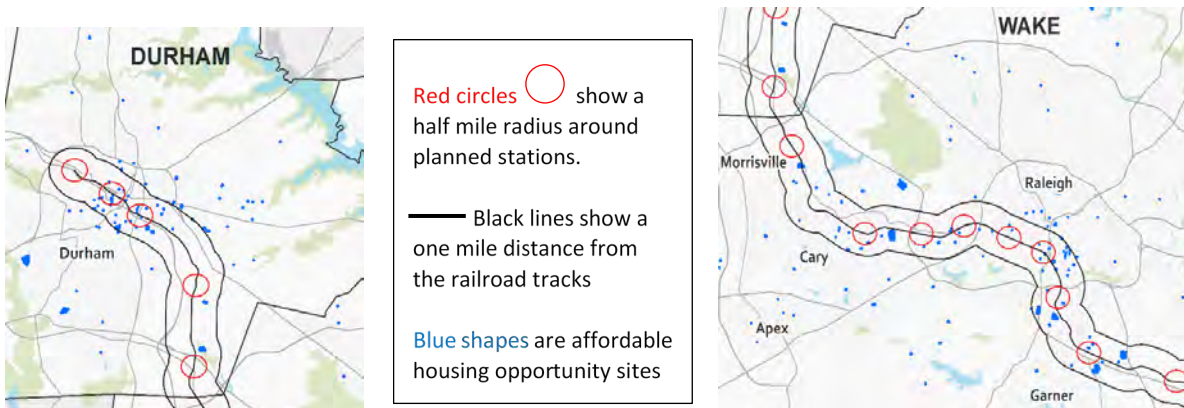 DURHAM
Durham
Red circles show a
half mile radius around
planned stations.
Black lines show a
one mile distance from
the railroad tracks
Blue shapes are affordable
housing opportunity sites
WAKE
Morrisville
Raleigh
Cary
Apex
Garner